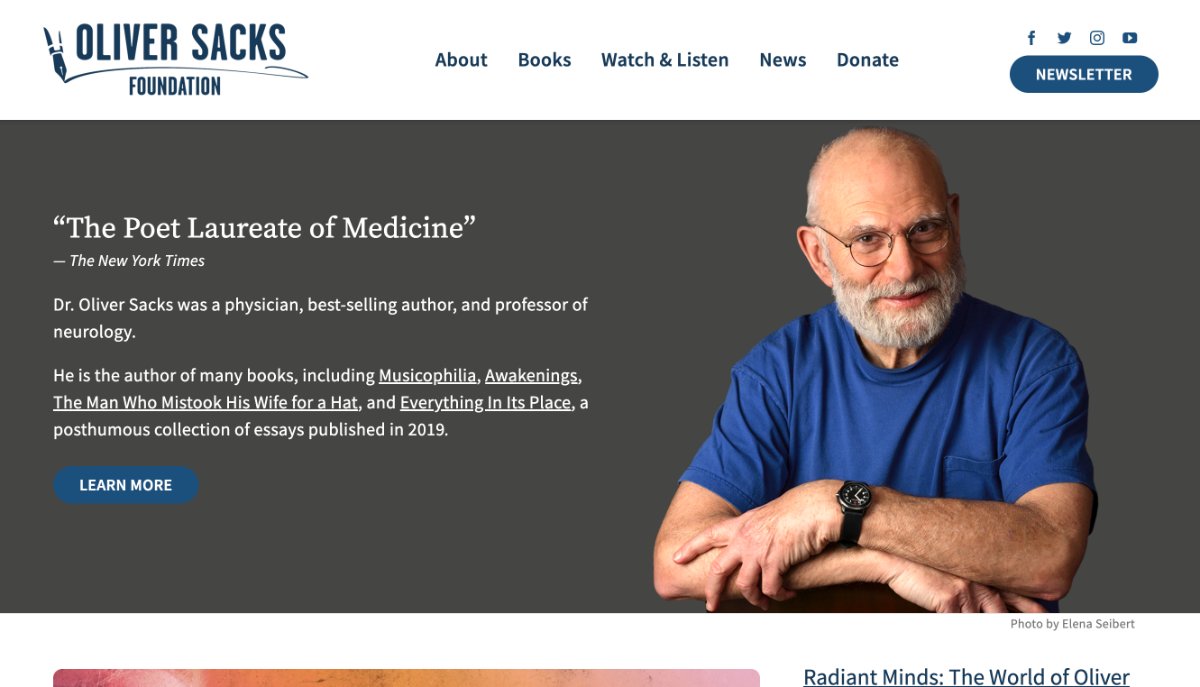 OLIVER SACKS
FOUNDATION
About Books Watch & Listen News Donate
NEWSLETTER
“The Poet Laureate of Medicine”
— The New York Times
Dr. Oliver Sacks was a physician, best-selling author, and professor of
neurology.
He is the author of many books, including Musicophilia, Awakenings,
The Man Who Mistook His Wife for a Hat, and Everything In Its Place, a
posthumous collection of essays published in 2019.
LEARN MORE
Photo by Elena Seibert
Radiant Minds: The World of Oliver